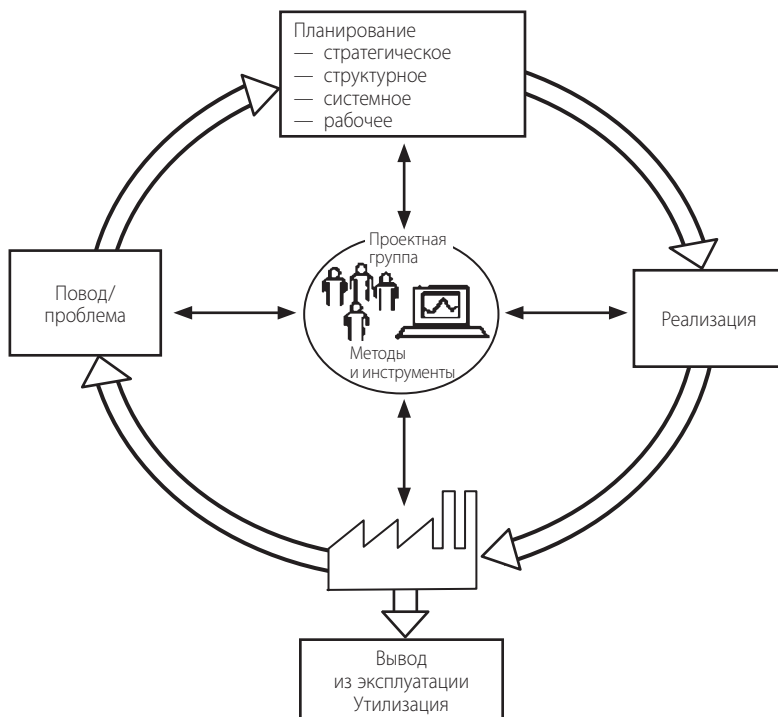 Планирование
— стратегическое
— структурное
— системное
— рабочее
Проектная
группа
Повод/
проблема
Реализация
Методы
и инструменты
Вывод
из эксплуатации
Утилизация